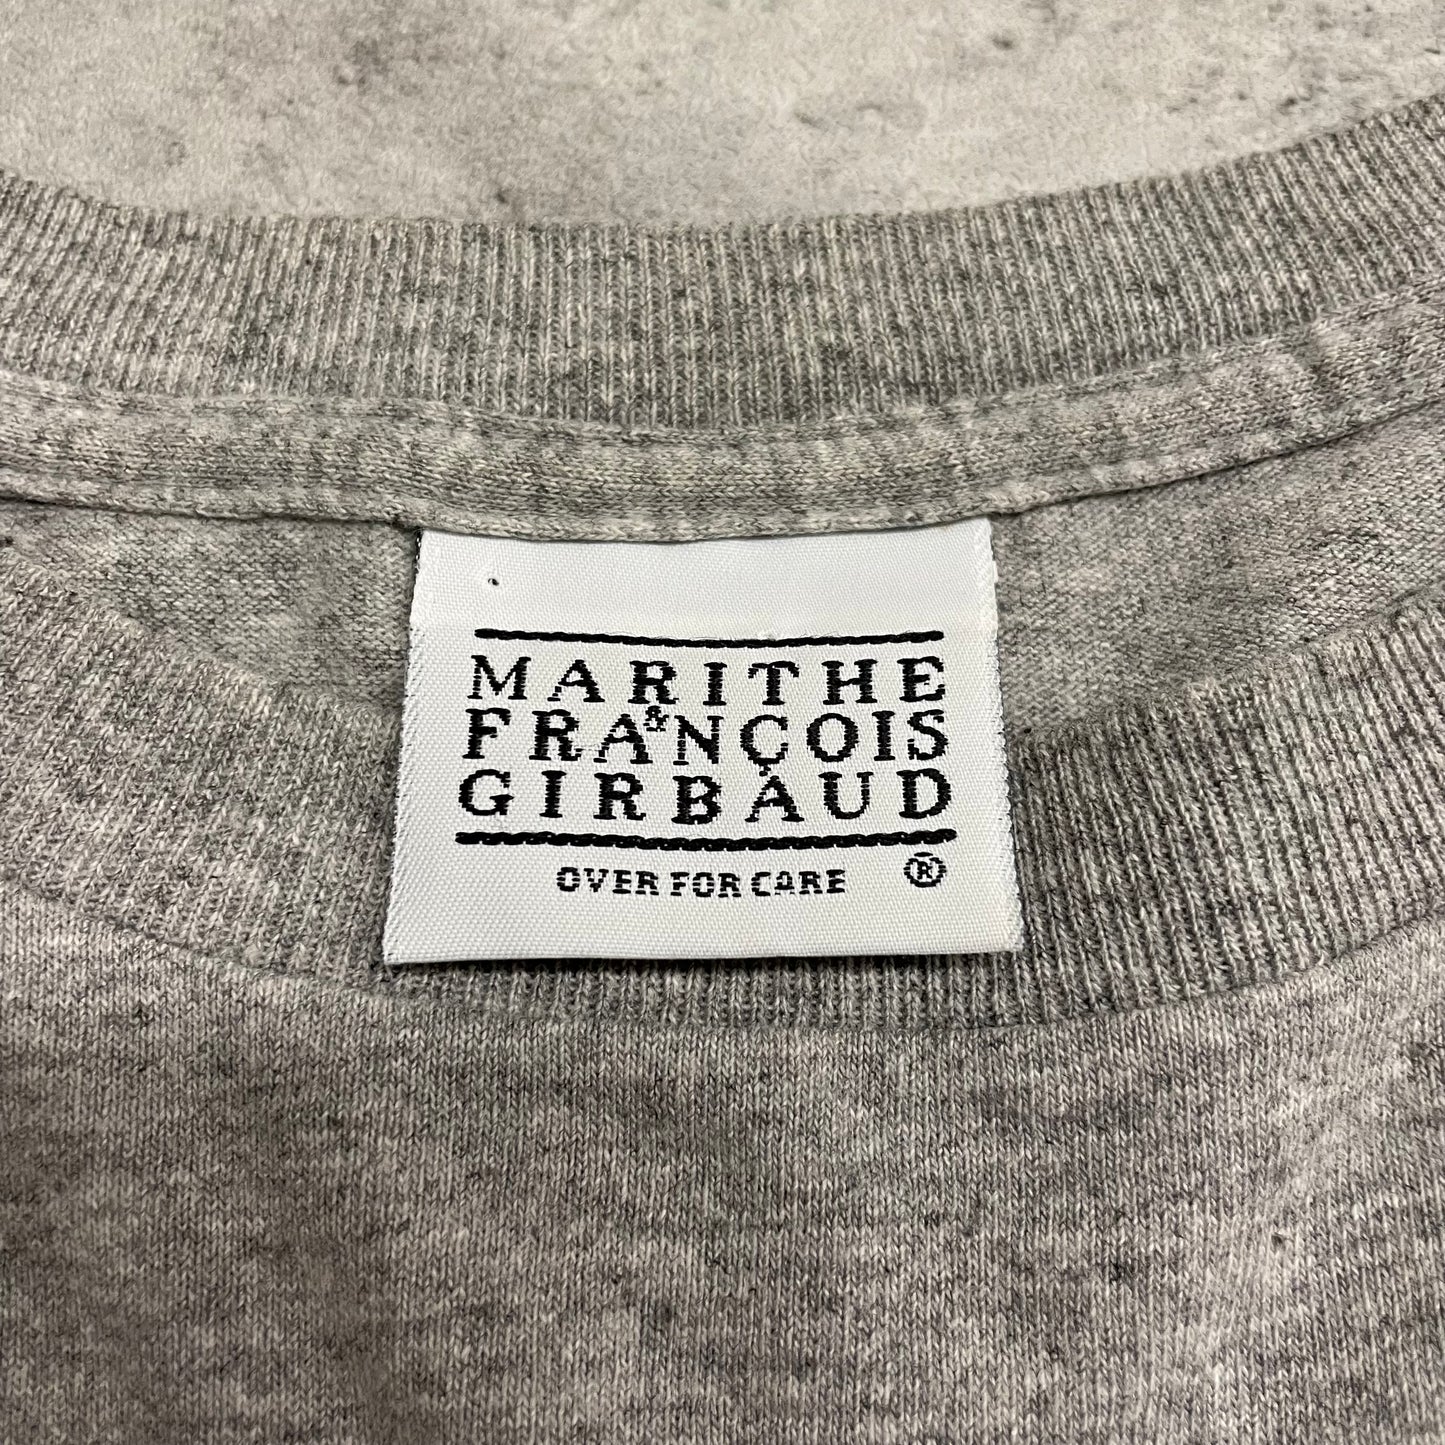 MARITHE
&
FRANÇOIS
GIRBAUD
OVER FOR CARE ®